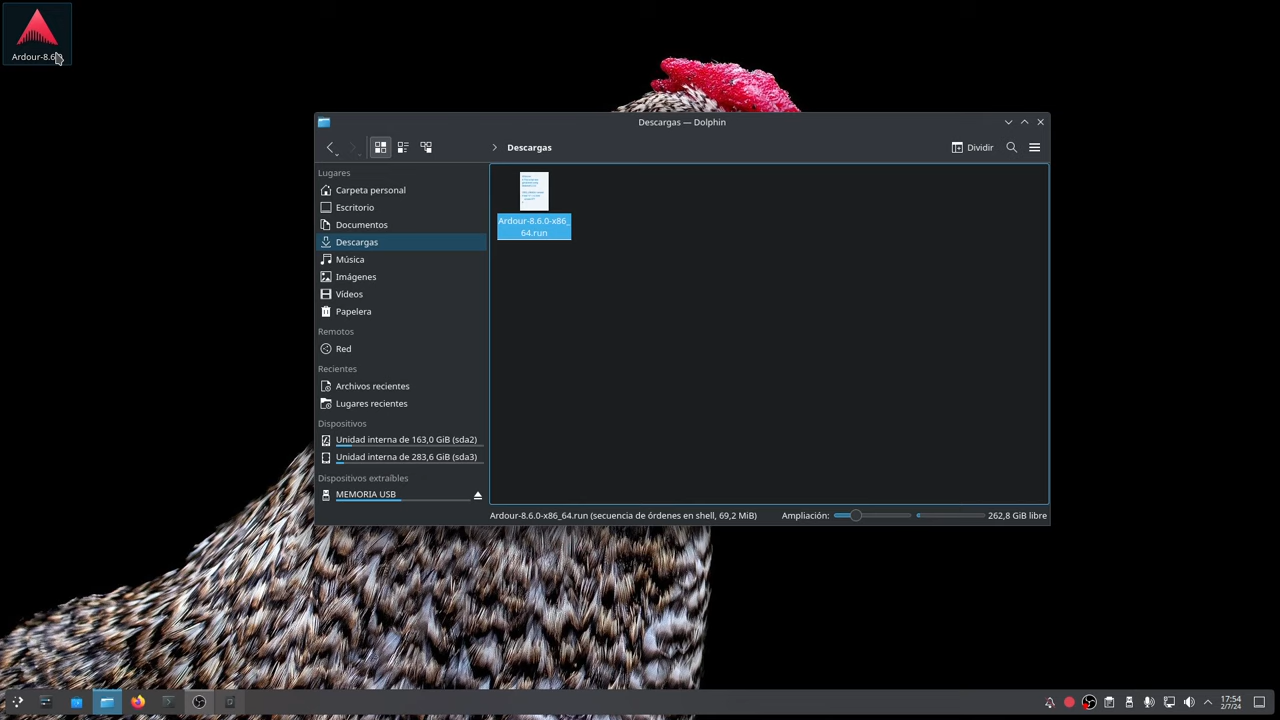 Ardour-8.6.0
Descargas — Dolphin
Descargas
Dividir
Lugares
Carpeta personal
Escritorio
Documentos
Descargas
Música
Imágenes
Vídeos
Papelera
Remotos
Red
Recientes
Archivos recientes
Lugares recientes
Dispositivos
Unidad interna de 163,0 GiB (sda2)
Unidad interna de 283,6 GiB (sda3)
Dispositivos extraíbles
MEMORIA USB
Ardour-8.6.0-x86_
64.run
Ardour-8.6.0-x86_64.run (secuencia de órdenes en shell, 69,2 MiB)
Ampliación:
262,8 GiB libre
17:54
2/7/24